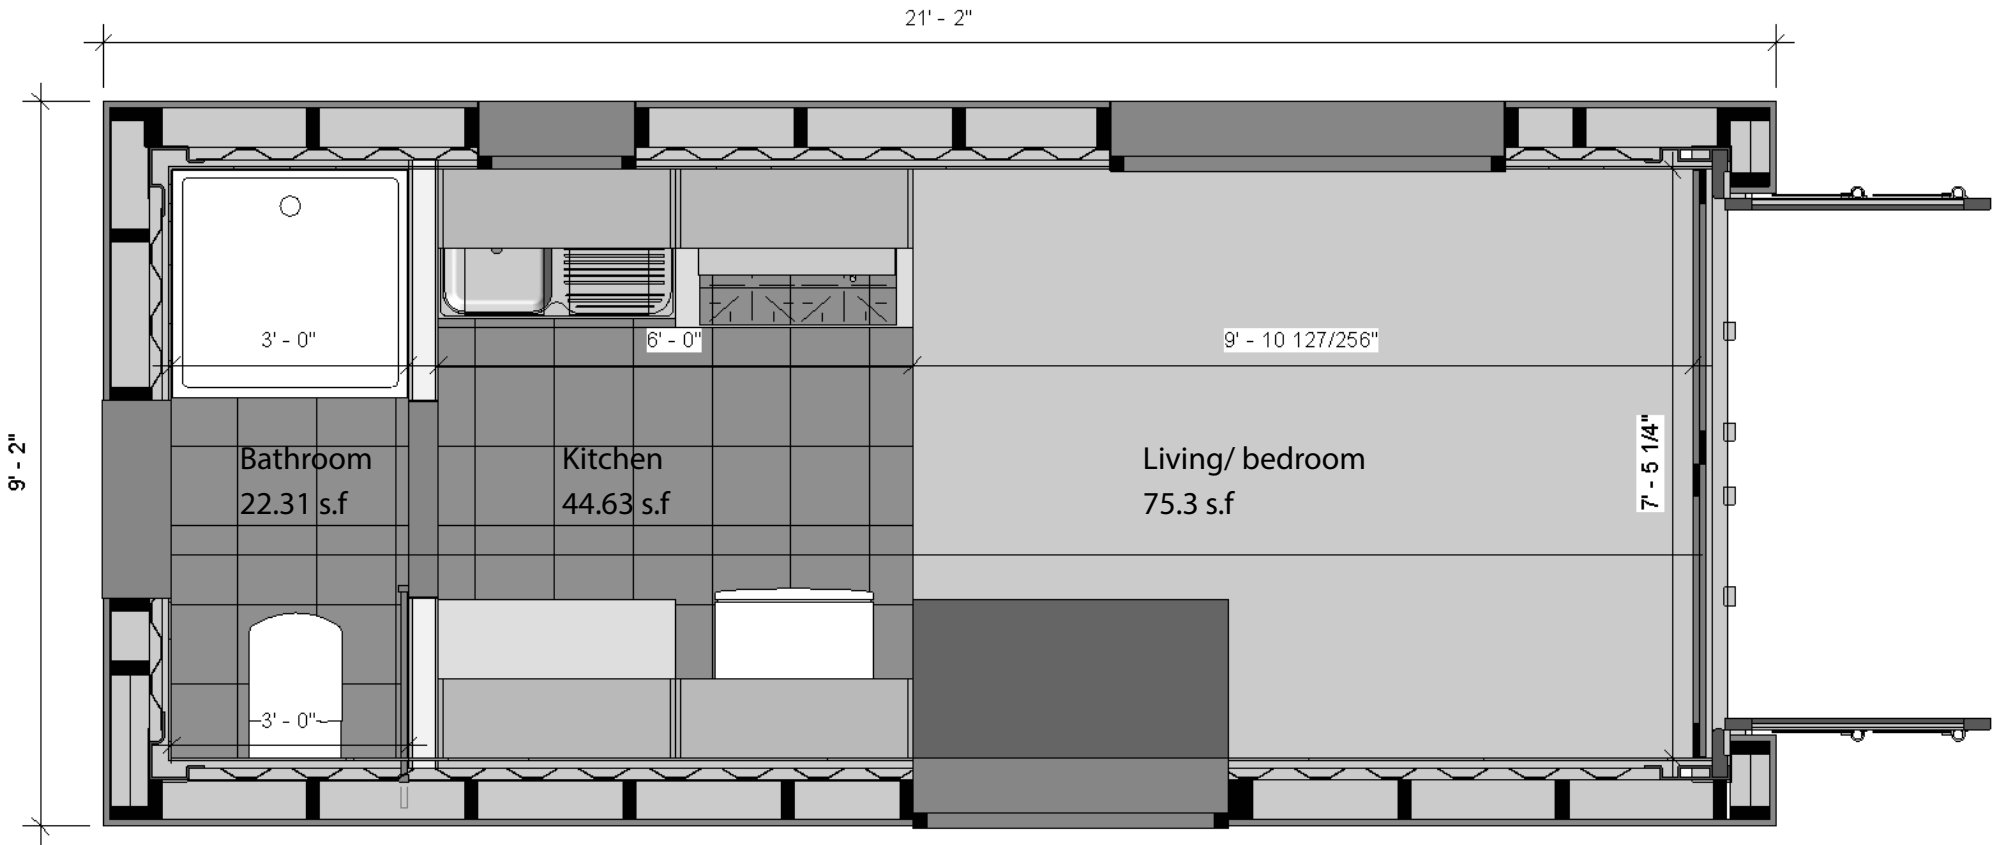 21' - 2"
9' - 2"
3' - 0"
6' - 0"
9' - 10 127/256"
7' - 5 1/4"
Bathroom
22.31 s.f
Kitchen
44.63 s.f
Living/ bedroom
75.3 s.f
3' - 0"